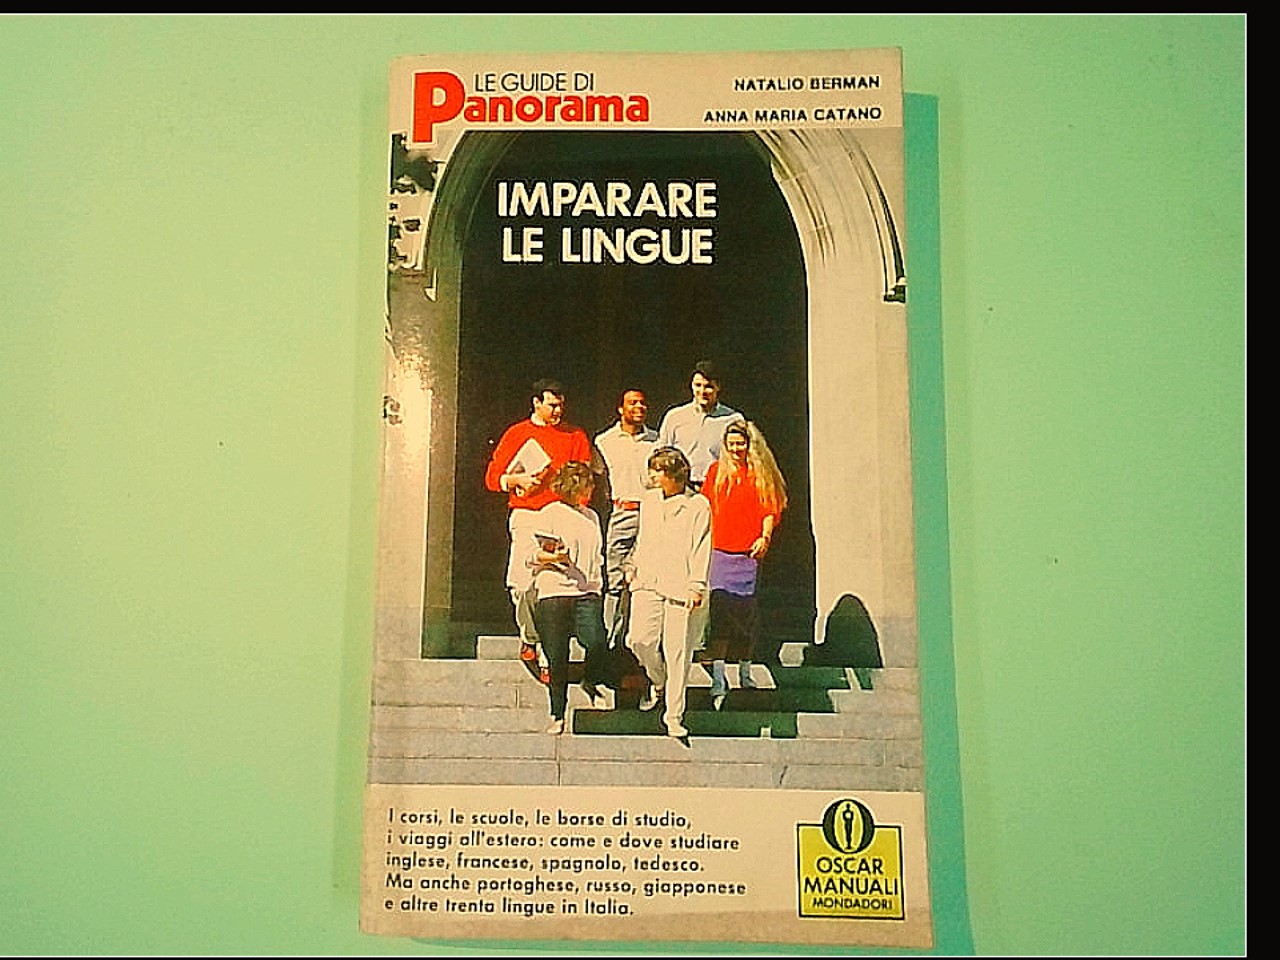 LE GUIDE DI
Panorama
NATALIO BERMAN
ANNA MARIA CATANO
IMPARARE
LE LINGUE
I corsi, le scuole, le borse di studio,
i viaggi all'estero: come e dove studiare
inglese, francese, spagnolo, tedesco.
Ma anche portoghese, russo, giapponese
e altre trenta lingue in Italia.
OSCAR
MANUALI
MONDADORI